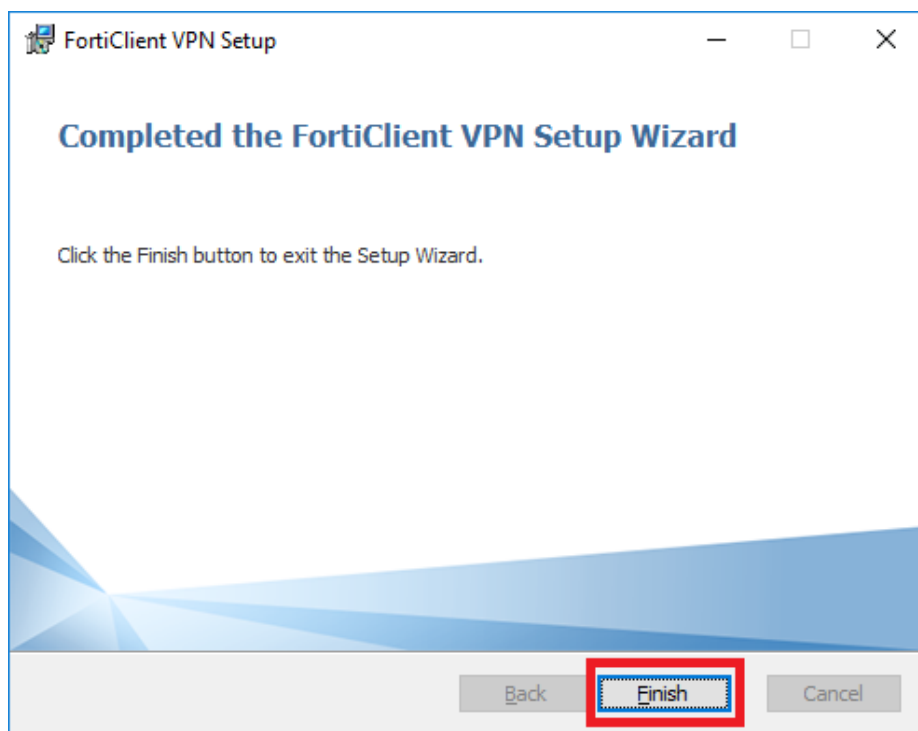 FortiClient VPN Setup
Completed the FortiClient VPN Setup Wizard
Click the Finish button to exit the Setup Wizard.
Back Finish Cancel